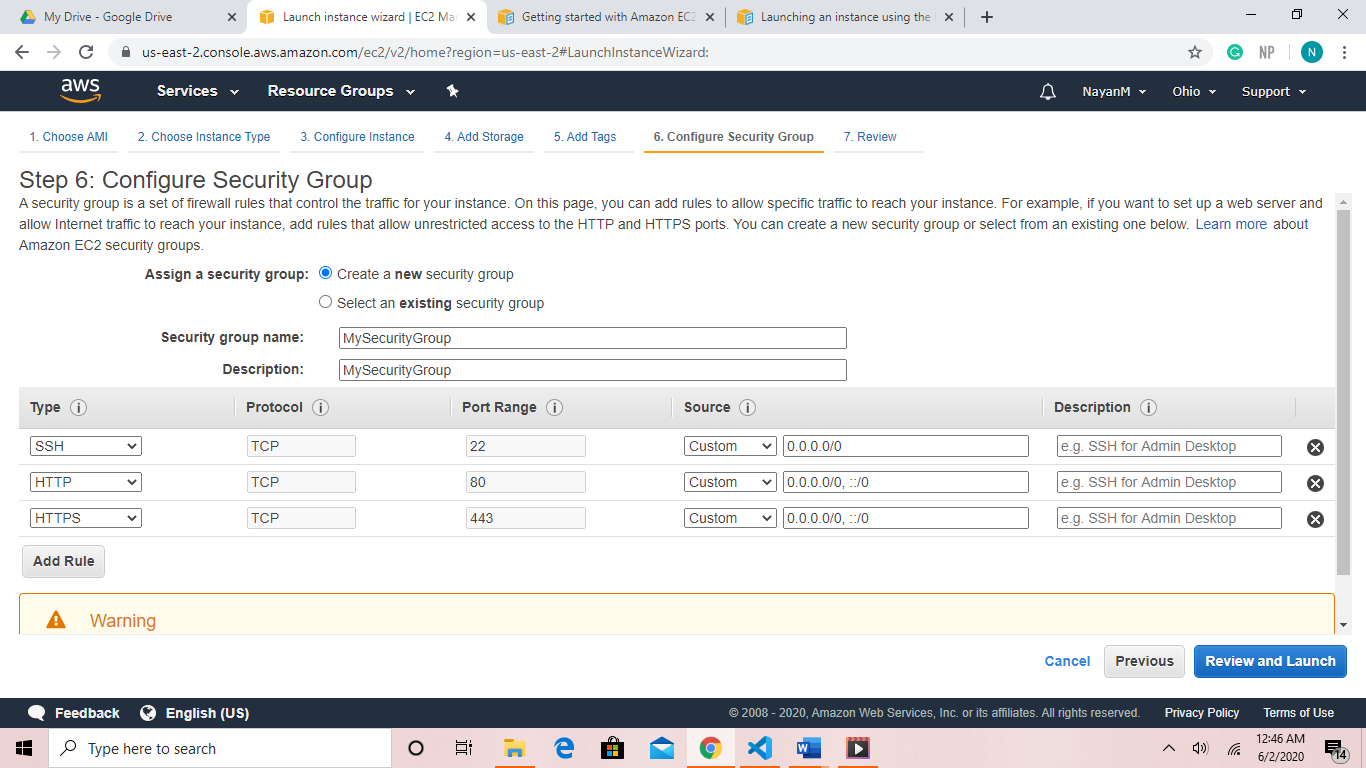 My Drive - Google Drive
Launch instance wizard | EC2 Ma
Getting started with Amazon EC2
Launching an instance using the
us-east-2.console.aws.amazon.com/ec2/v2/home?region=us-east-2#LaunchInstanceWizard:
NP
N
aws
Services
Resource Groups
NayanM
Ohio
Support
1. Choose AMI
2. Choose Instance Type
3. Configure Instance
4. Add Storage
5. Add Tags
6. Configure Security Group
7. Review
Step 6: Configure Security Group
A security group is a set of firewall rules that control the traffic for your instance. On this page, you can add rules to allow specific traffic to reach your instance. For example, if you want to set up a web server and
allow Internet traffic to reach your instance, add rules that allow unrestricted access to the HTTP and HTTPS ports. You can create a new security group or select from an existing one below. Learn more about
Amazon EC2 security groups.
Assign a security group: Create a new security group
Select an existing security group
Security group name: MySecurityGroup
Description: MySecurityGroup
Type i Protocol i Port Range i Source i Description i
SSH TCP 22 Custom 0.0.0.0/0 e.g. SSH for Admin Desktop
HTTP TCP 80 Custom 0.0.0.0/0, ::/0 e.g. SSH for Admin Desktop
HTTPS TCP 443 Custom 0.0.0.0/0, ::/0 e.g. SSH for Admin Desktop
Add Rule
Warning
Cancel
Previous
Review and Launch
Feedback
English (US)
© 2008 - 2020, Amazon Web Services, Inc. or its affiliates. All rights reserved.
Privacy Policy
Terms of Use
Type here to search
12:46 AM
6/2/2020
14